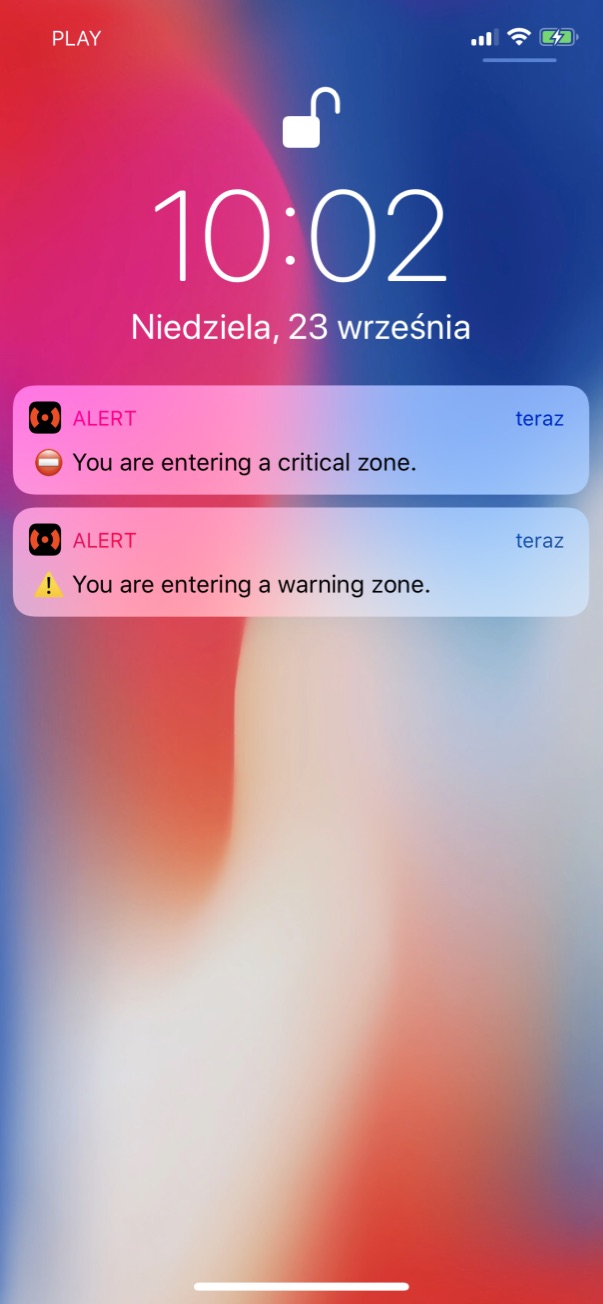 PLAY
10:02
Niedziela, 23 września
ALERT teraz
⛔ You are entering a critical zone.
ALERT teraz
⚠️ You are entering a warning zone.